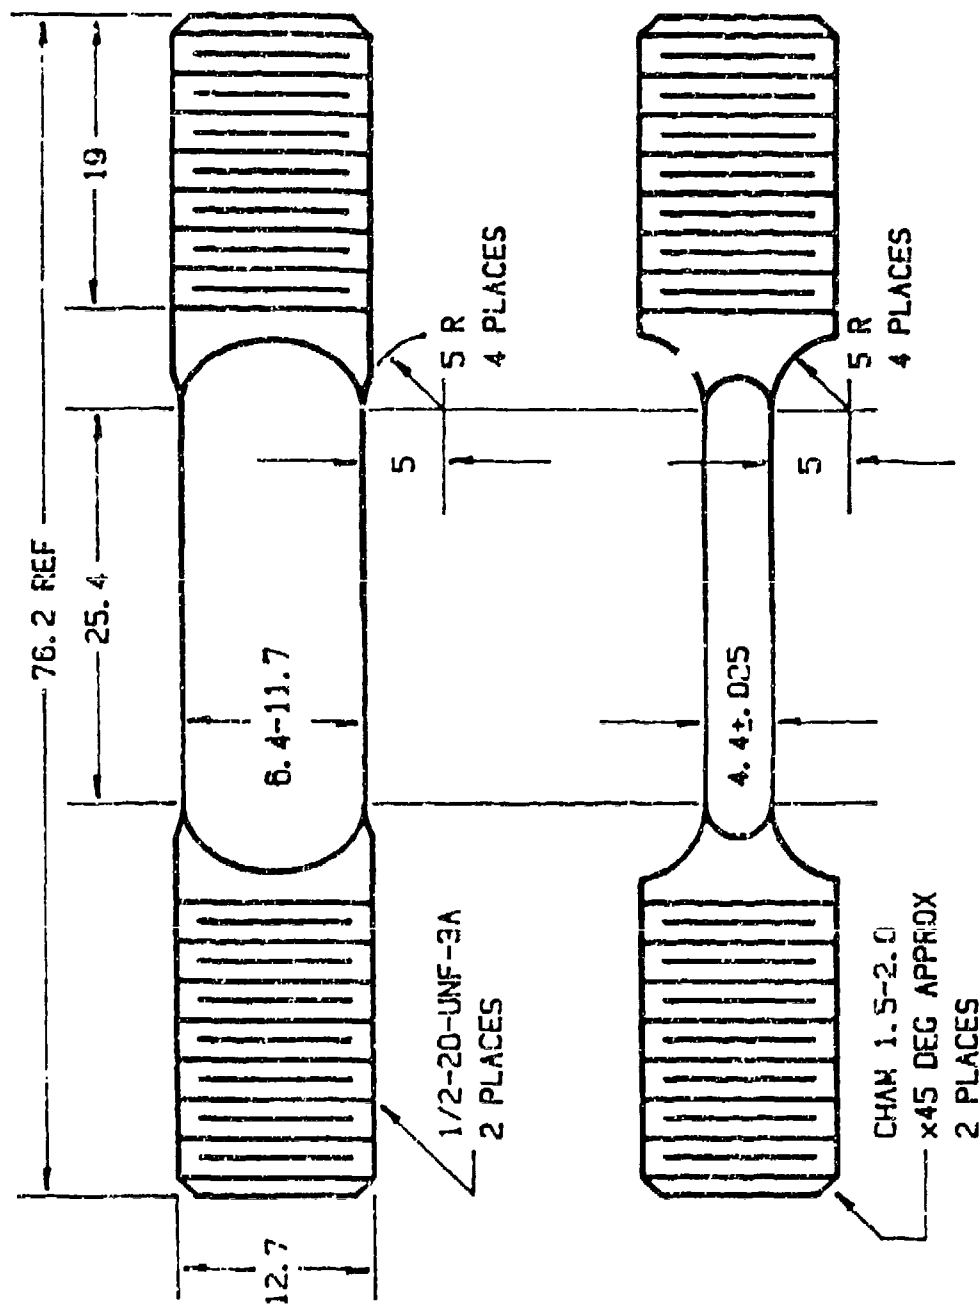 76.2 REF
19
25.4
5 R
4 PLACES
5
6.4-11.7
1/2-20-UNF-3A
2 PLACES
12.7
5 R
4 PLACES
5
4.4±.025
CHAM 1.5-2.0
x45 DEG APPROX
2 PLACES